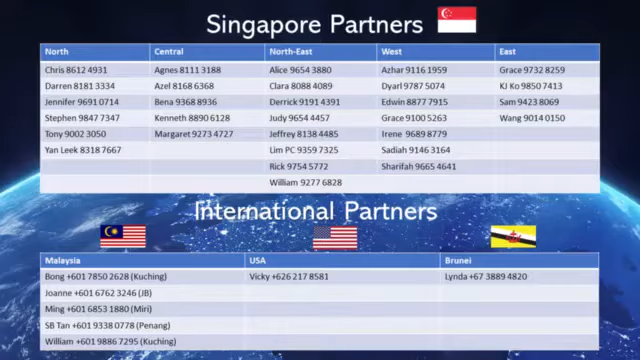 Singapore Partners
North Central North-East West East
Chris 8612 4931 Agnes 8111 3188 Alice 9654 3880 Azhar 9116 1959 Grace 9732 8259
Darren 8181 3334 Azel 8168 6368 Clara 8088 4089 Dyarl 9787 5074 KJ Ko 9850 7413
Jennifer 9691 0714 Bena 9368 8936 Derrick 9191 4391 Edwin 8877 7915 Sam 9423 8069
Stephen 9847 7347 Kenneth 8890 6128 Judy 9654 4457 Grace 9100 5263 Wang 9014 0150
Tony 9002 3050 Margaret 9273 4727 Jeffrey 8138 4485 Irene 9689 8779
Yan Leek 8318 7667 Lim PC 9359 7325 Sadiah 9146 3164
Rick 9754 5772 Sharifah 9665 4641
William 9277 6828
International Partners
Malaysia USA Brunei
Bong +601 7850 2628 (Kuching) Vicky +626 217 8581 Lynda +67 3889 4820
Joanne +601 6762 3246 (JB)
Ming +601 6853 1880 (Miri)
SB Tan +601 9338 0778 (Penang)
William +601 9886 7295 (Kuching)